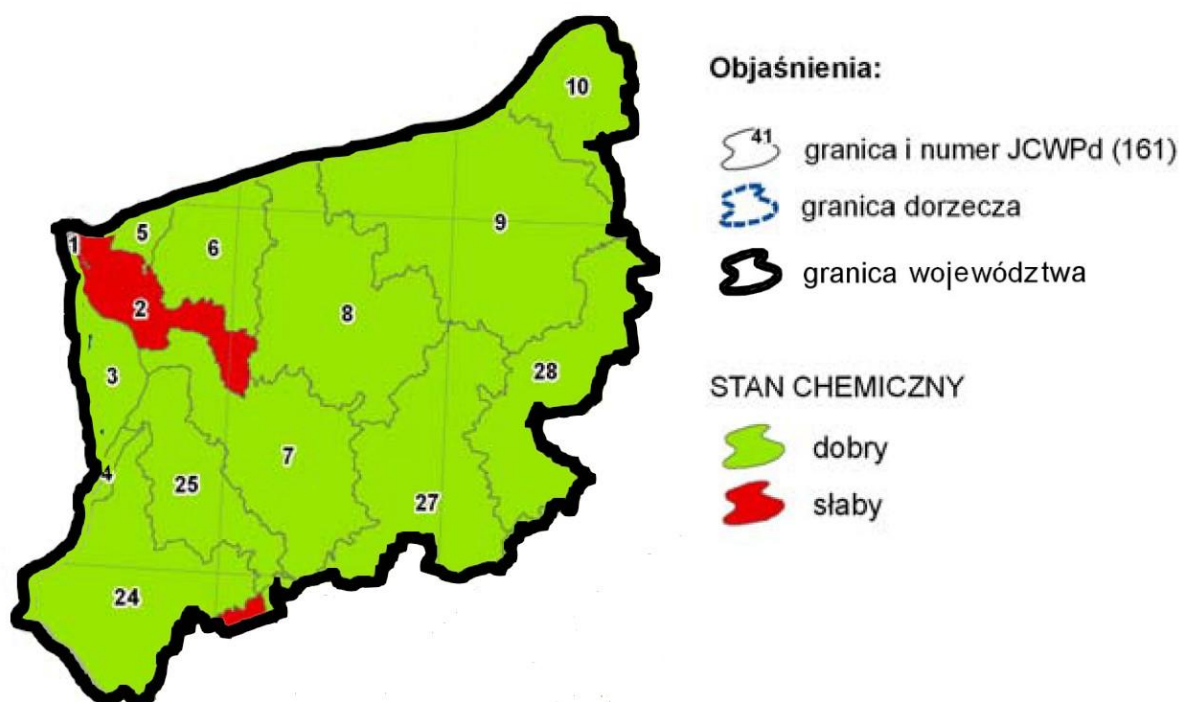 10
9
5
6
1
2
8
3
28
7
4
25
27
24
Objaśnienia:
41
granica i numer JCWPd (161)
granica dorzecza
granica województwa
STAN CHEMICZNY
dobry
słaby